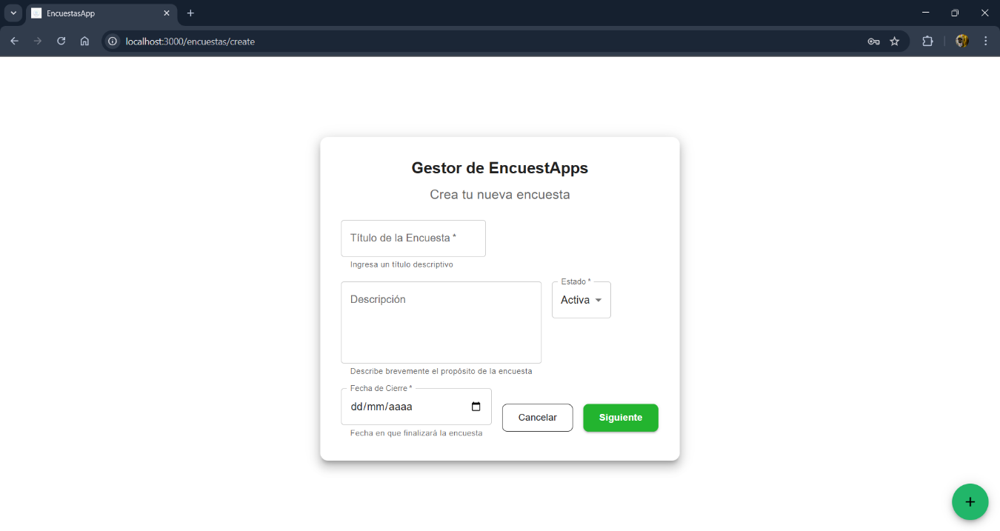 EncuestasApp
localhost:3000/encuestas/create
Gestor de EncuestApps
Crea tu nueva encuesta
Título de la Encuesta *
Ingresa un título descriptivo
Descripción
Estado *
Activa
Describe brevemente el propósito de la encuesta
Fecha de Cierre *
dd/mm/aaaa
Fecha en que finalizará la encuesta
Cancelar
Siguiente
+